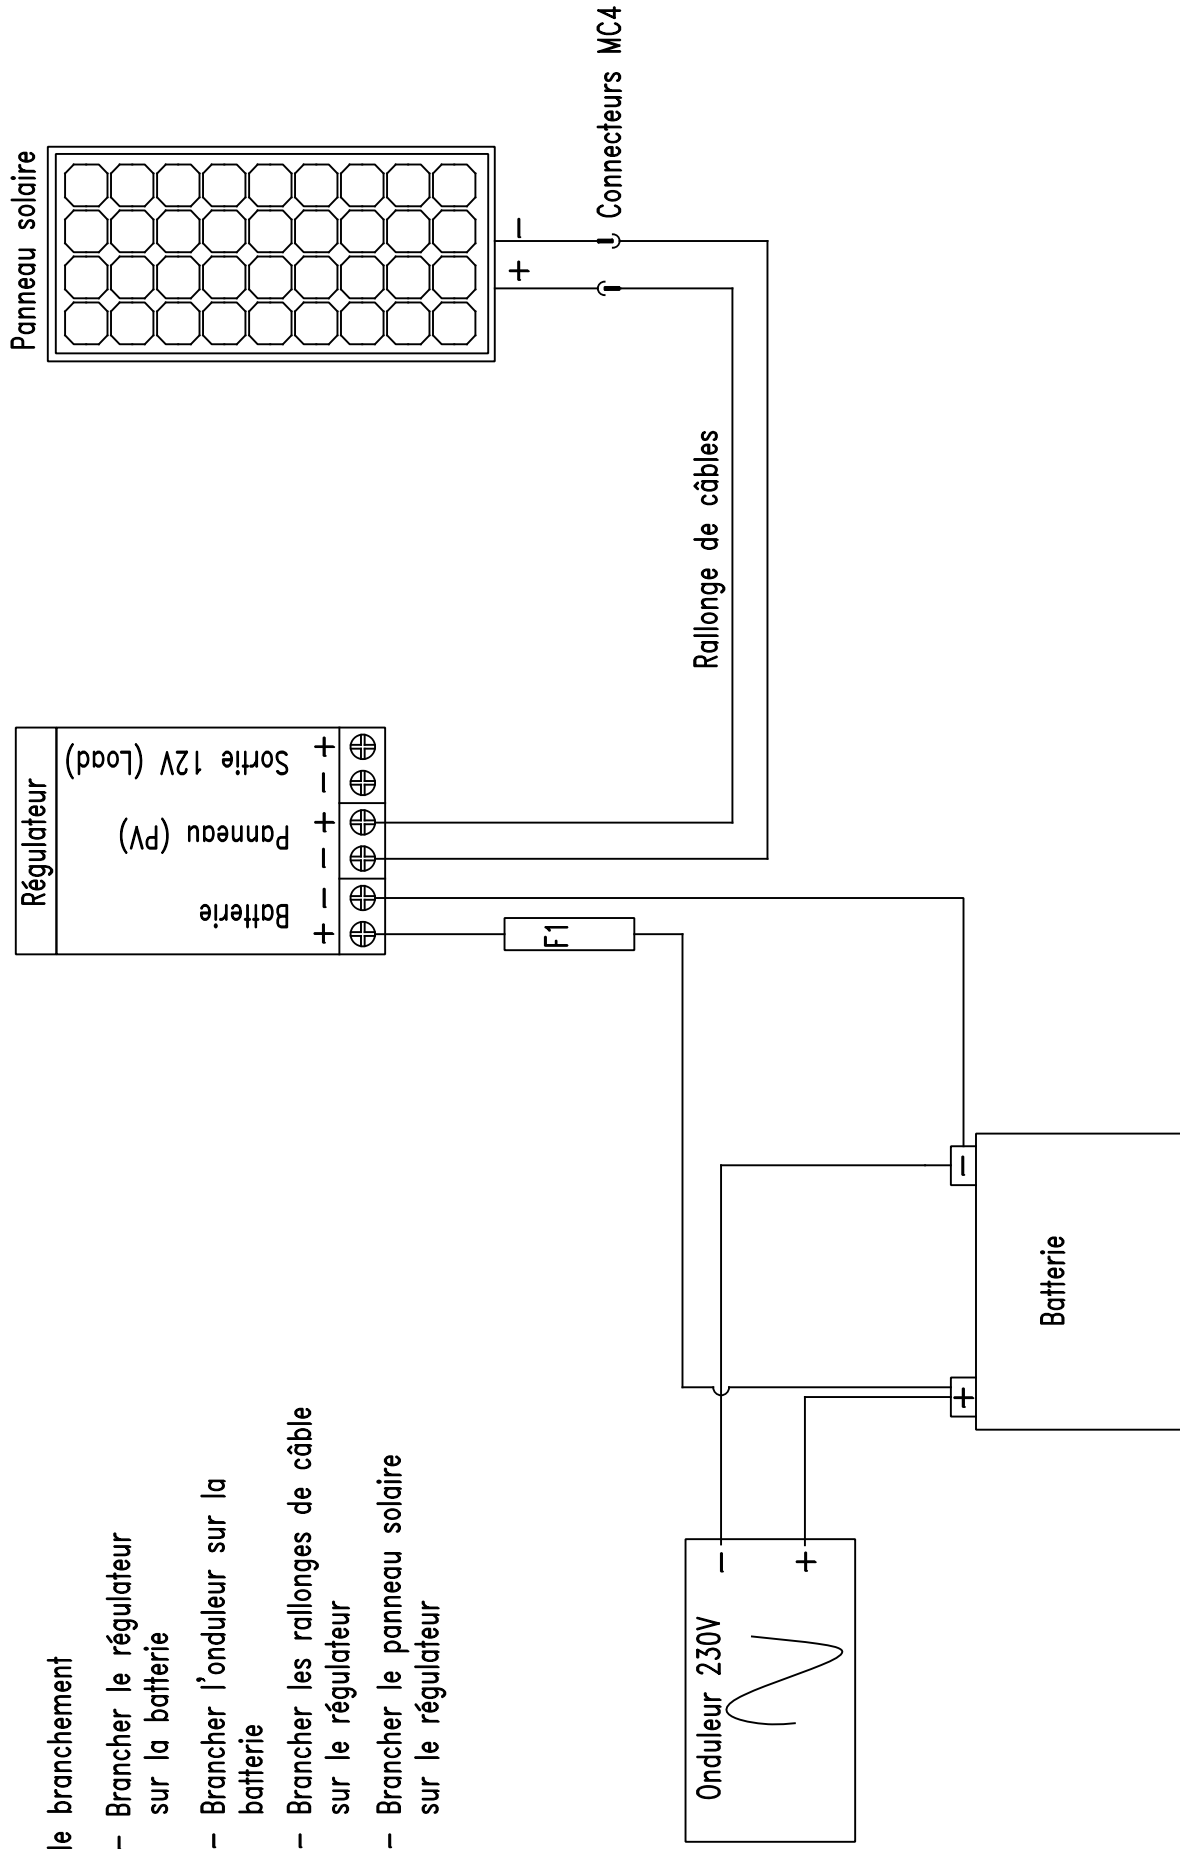 le branchement
– Brancher le régulateur
sur la batterie
– Brancher l'onduleur sur la
batterie
– Brancher les rallonges de câble
sur le régulateur
– Brancher le panneau solaire
sur le régulateur
Régulateur
Batterie
Panneau (PV)
Sortie 12V (Load)
+ – – + – +
Panneau solaire
+ –
Connecteurs MC4
F1
Rallonge de câbles
Onduleur 230V
–
+
+ –
Batterie